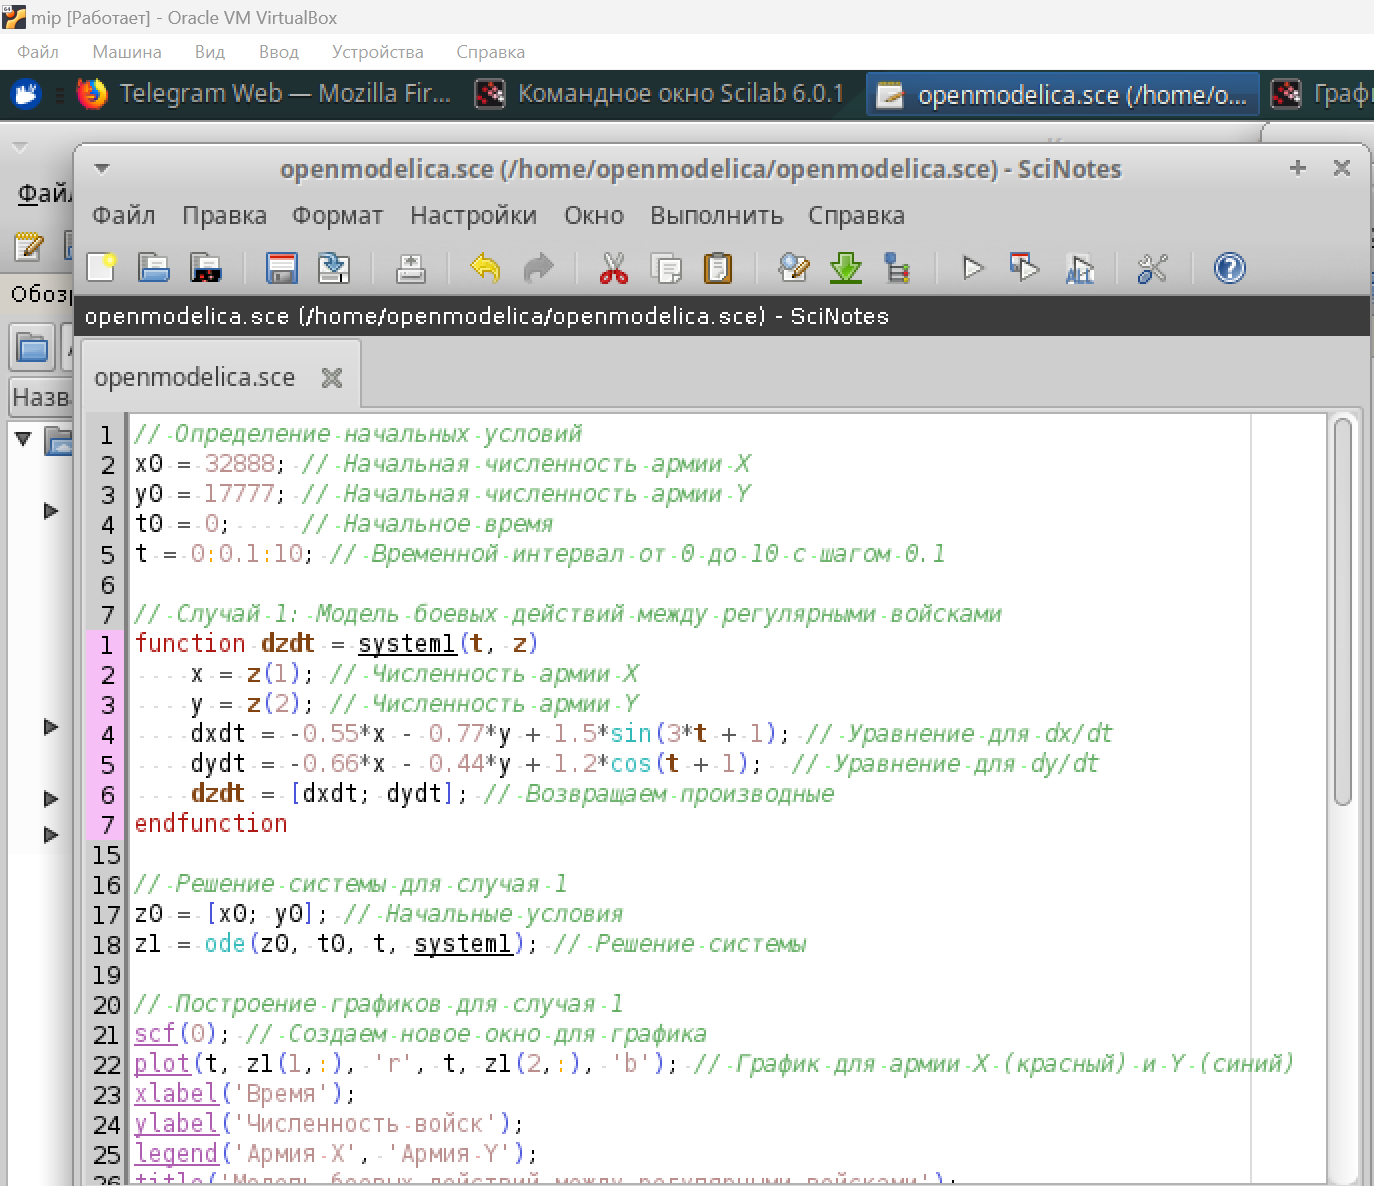 mip [Работает] - Oracle VM VirtualBox
Файл Машина Вид Ввод Устройства Справка
Telegram Web — Mozilla Fir... Командное окно Scilab 6.0.1 openmodelica.sce (/home/o... Граф
openmodelica.sce (/home/openmodelica/openmodelica.sce) - SciNotes
Файл Правка Формат Настройки Окно Выполнить Справка
openmodelica.sce (/home/openmodelica/openmodelica.sce) - SciNotes
openmodelica.sce
1 // Определение начальных условий
2 x0 = 32888; // Начальная численность армии X
3 y0 = 17777; // Начальная численность армии Y
4 t0 = 0;     // Начальное время
5 t = 0:0.1:10; // Временной интервал от 0 до 10 с шагом 0.1
6
7 // Случай 1: Модель боевых действий между регулярными войсками
1 function dzdt = system1(t, z)
2     x = z(1); // Численность армии X
3     y = z(2); // Численность армии Y
4     dxdt = -0.55*x - 0.77*y + 1.5*sin(3*t + 1); // Уравнение для dx/dt
5     dydt = -0.66*x - 0.44*y + 1.2*cos(t + 1);  // Уравнение для dy/dt
6     dzdt = [dxdt; dydt]; // Возвращаем производные
7 endfunction
15
16 // Решение системы для случая 1
17 z0 = [x0; y0]; // Начальные условия
18 z1 = ode(z0, t0, t, system1); // Решение системы
19
20 // Построение графиков для случая 1
21 scf(0); // Создаем новое окно для графика
22 plot(t, z1(1,:), 'r', t, z1(2,:), 'b'); // График для армии X (красный) и Y (синий)
23 xlabel('Время');
24 ylabel('Численность войск');
25 legend('Армия X', 'Армия Y');
26 title('Модель боевых действий между регулярными войсками');